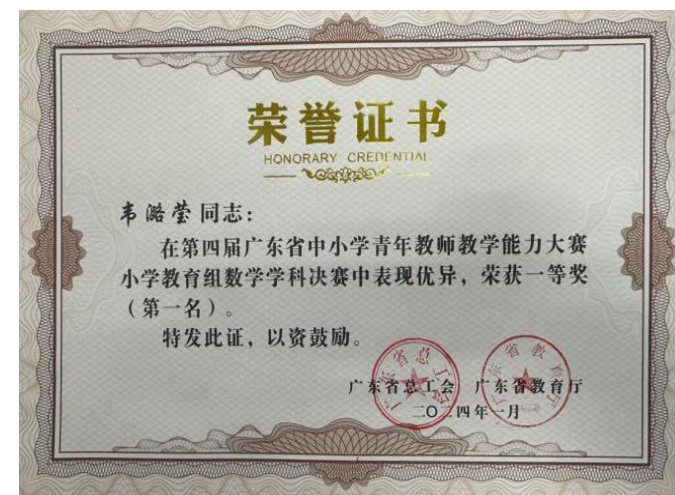 荣誉证书
HONORARY CREDENTIAL
韦潞莹同志：
在第四届广东省中小学青年教师教学能力大赛
小学教育组数学学科决赛中表现优异，荣获一等奖
（第一名）。
特发此证，以资鼓励。
广东省总工会 广东省教育厅
二〇二四年一月